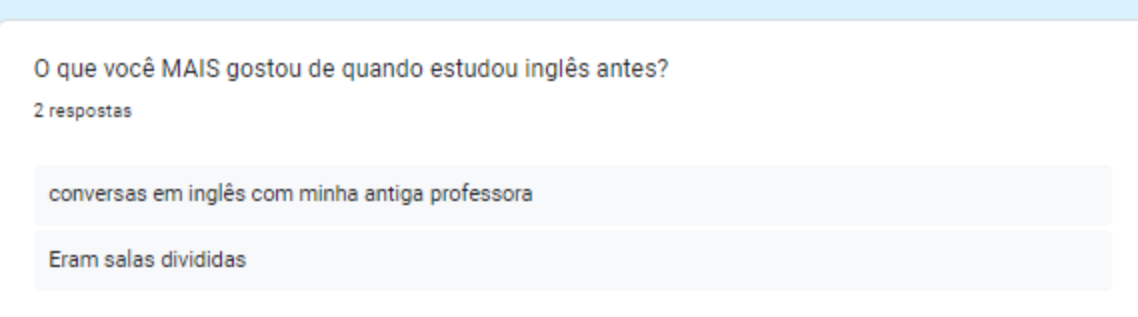 O que você MAIS gostou de quando estudou inglês antes?
2 respostas
conversas em inglês com minha antiga professora
Eram salas divididas